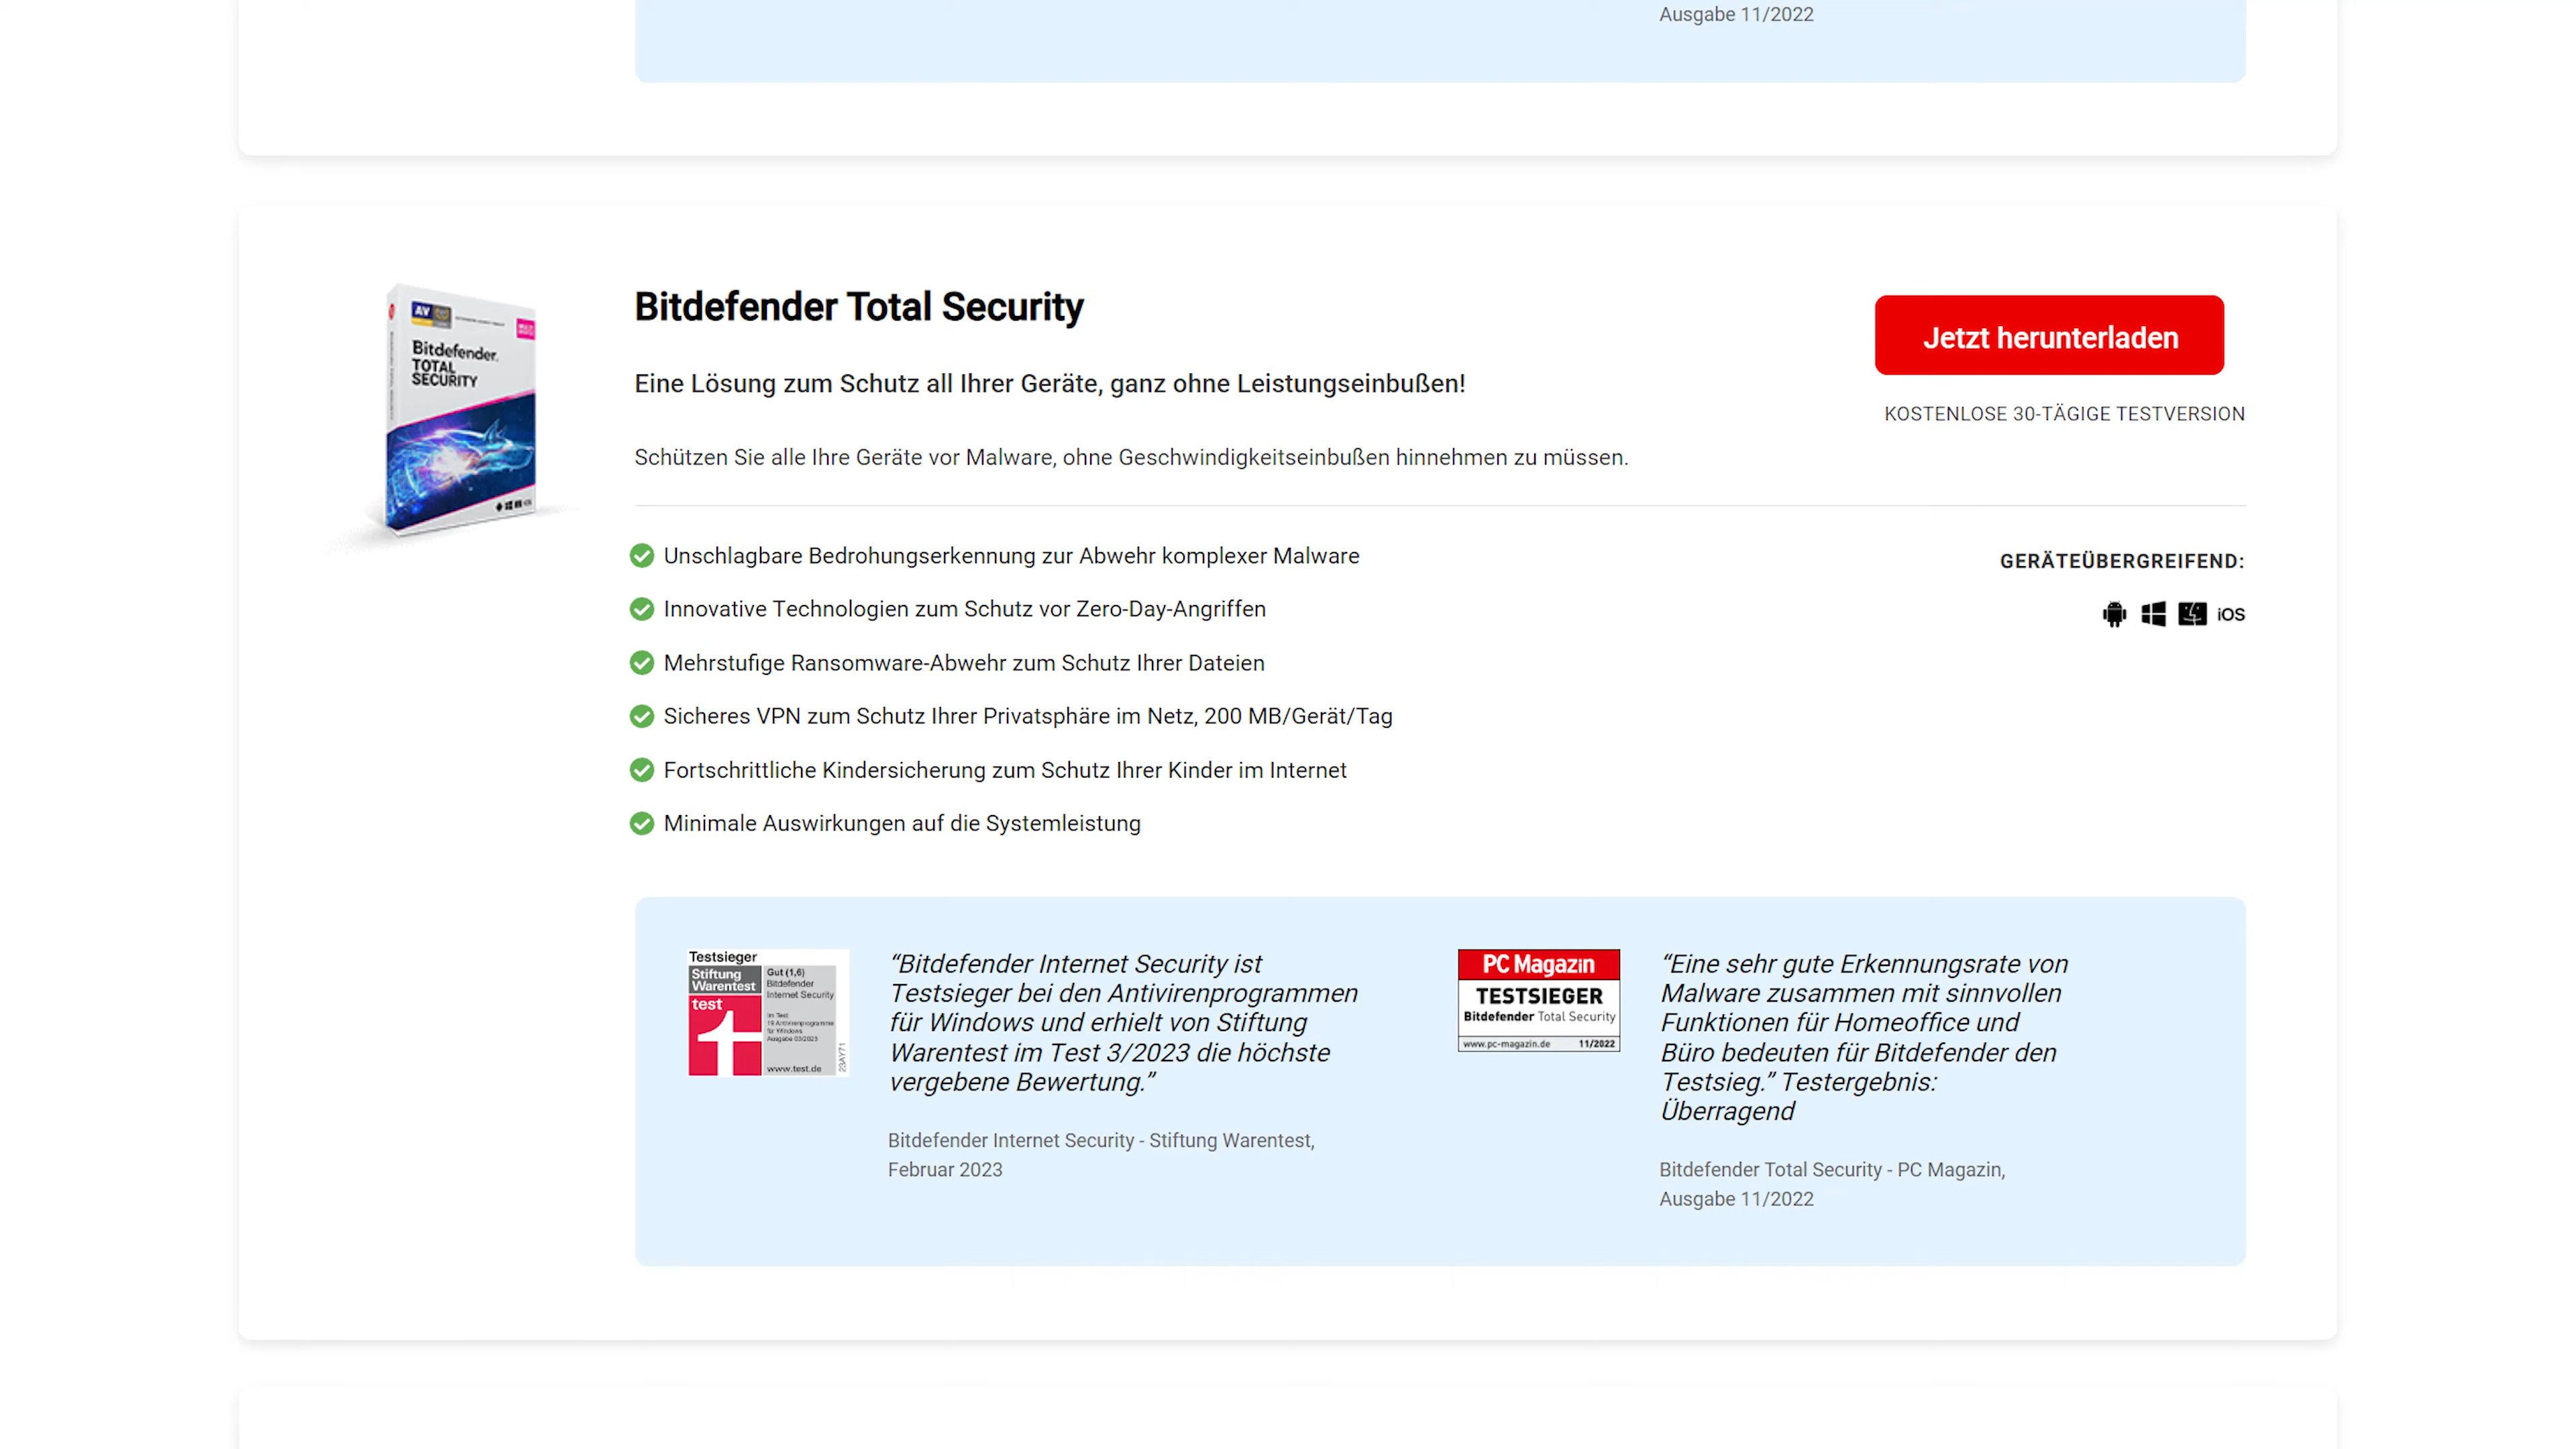 Ausgabe 11/2022
Bitdefender Total Security
Jetzt herunterladen
Eine Lösung zum Schutz all Ihrer Geräte, ganz ohne Leistungseinbußen!
KOSTENLOSE 30-TÄGIGE TESTVERSION
Schützen Sie alle Ihre Geräte vor Malware, ohne Geschwindigkeitseinbußen hinnehmen zu müssen.
AV
Bitdefender.
TOTAL
SECURITY
Unschlagbare Bedrohungserkennung zur Abwehr komplexer Malware
Innovative Technologien zum Schutz vor Zero-Day-Angriffen
Mehrstufige Ransomware-Abwehr zum Schutz Ihrer Dateien
Sicheres VPN zum Schutz Ihrer Privatsphäre im Netz, 200 MB/Gerät/Tag
Fortschrittliche Kindersicherung zum Schutz Ihrer Kinder im Internet
Minimale Auswirkungen auf die Systemleistung
GERÄTEÜBERGREIFEND:
iOS
Testsieger
Stiftung
Warentest
test
Gut (1,6)
Bitdefender
Internet Security
Im Test
19 Antivirenprogramme
für Windows
Ausgabe 03/2023
www.test.de
23AY71
“Bitdefender Internet Security ist
Testsieger bei den Antivirenprogrammen
für Windows und erhielt von Stiftung
Warentest im Test 3/2023 die höchste
vergebene Bewertung.”
Bitdefender Internet Security - Stiftung Warentest,
Februar 2023
PC Magazin
TESTSIEGER
Bitdefender Total Security
www.pc-magazin.de 11/2022
“Eine sehr gute Erkennungsrate von
Malware zusammen mit sinnvollen
Funktionen für Homeoffice und
Büro bedeuten für Bitdefender den
Testsieg.” Testergebnis:
Überragend
Bitdefender Total Security - PC Magazin,
Ausgabe 11/2022